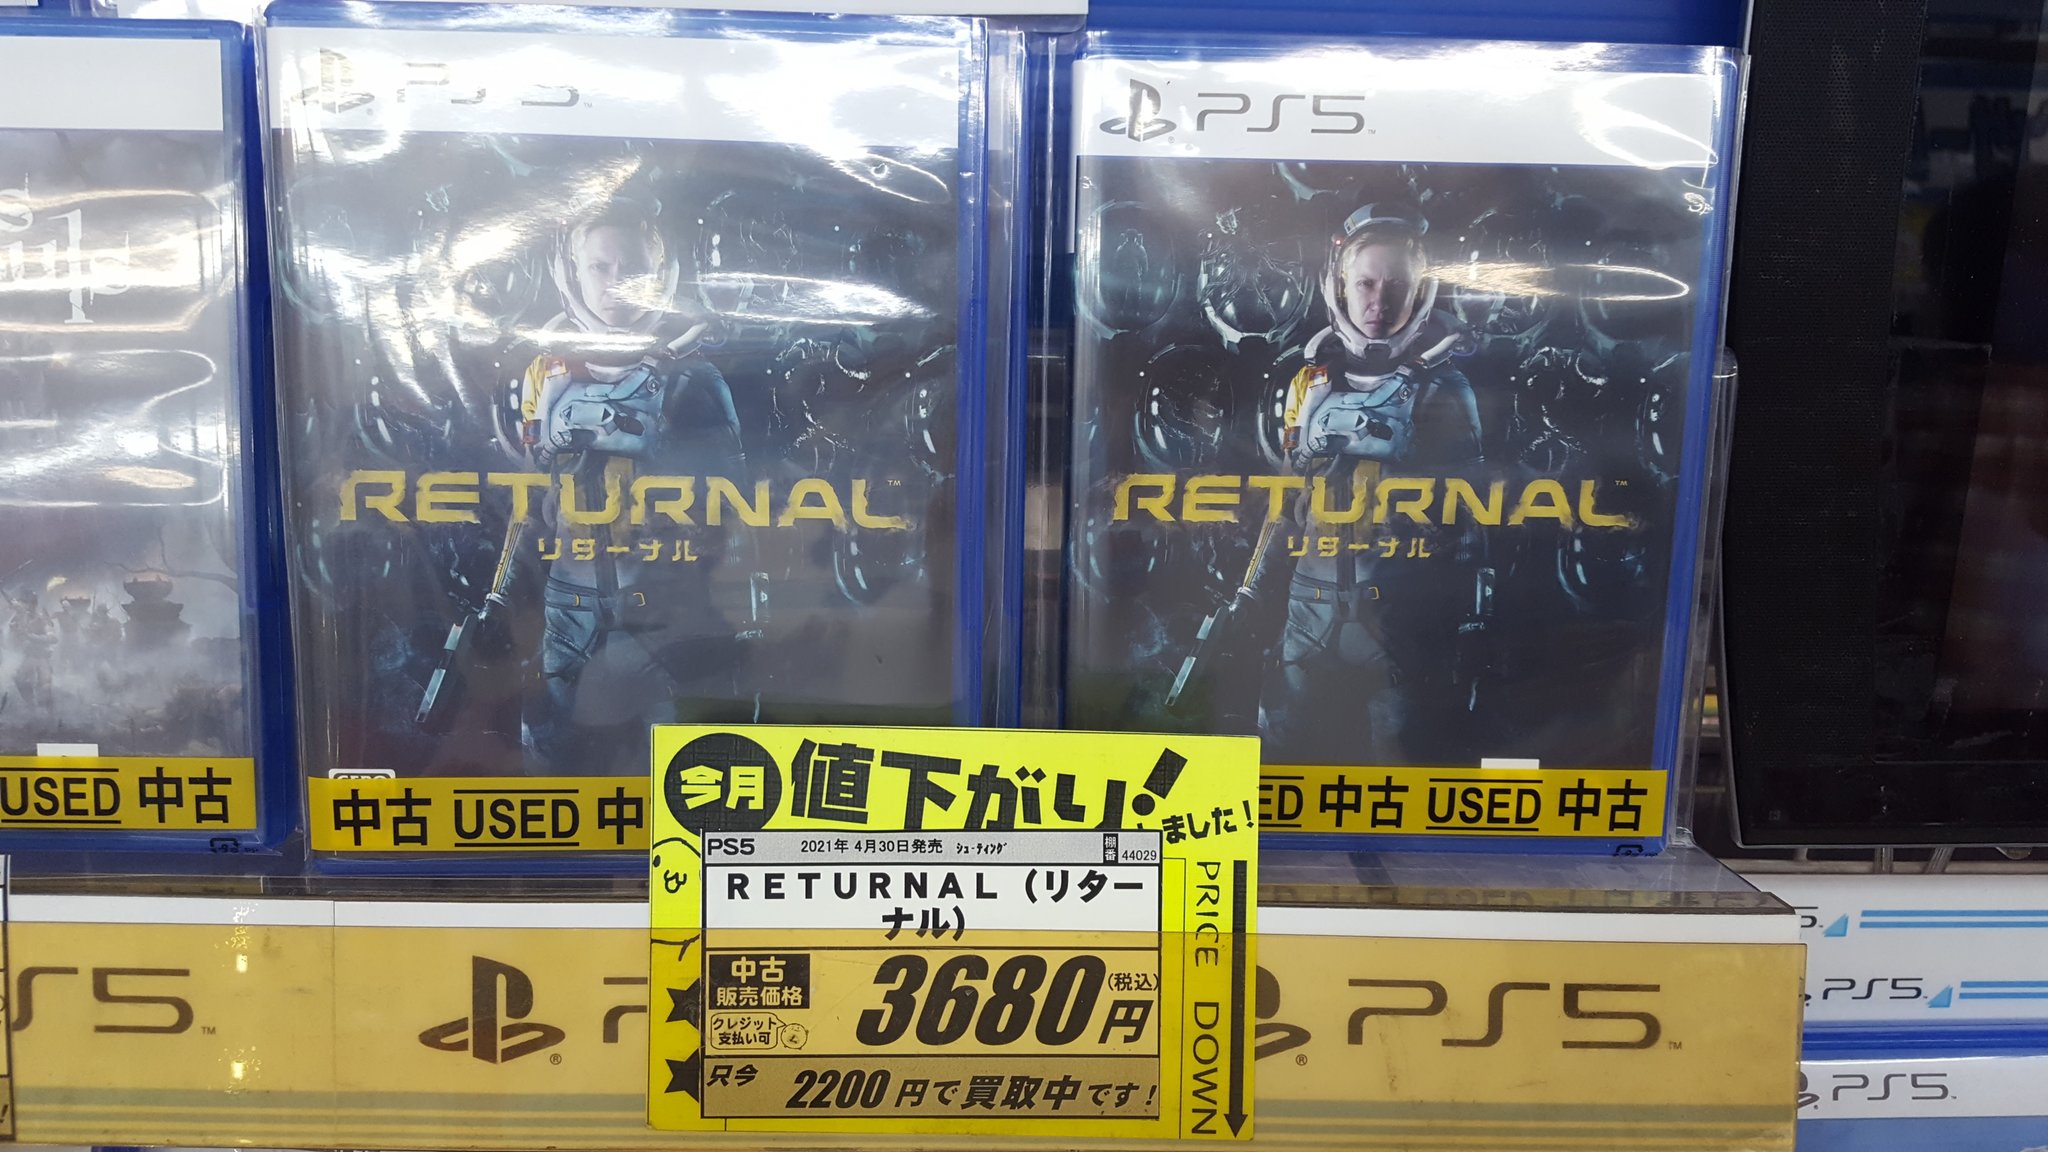 PS5
PS5
RETURNAL
リターナル
RETURNAL
リターナル
USED 中古
中古 USED 中
中古 USED 中古
今月 値下がり!
ました!
PS5 2021年 4月30日発売 ｼｭｰﾃｨﾝｸﾞ 棚番 44029
RETURNAL (リター
ナル)
中古
販売価格
3680円
(税込)
クレジット
支払い可
只今 2200円で買取中です!
PRICE DOWN
PS5
PS5
PS5
PS5